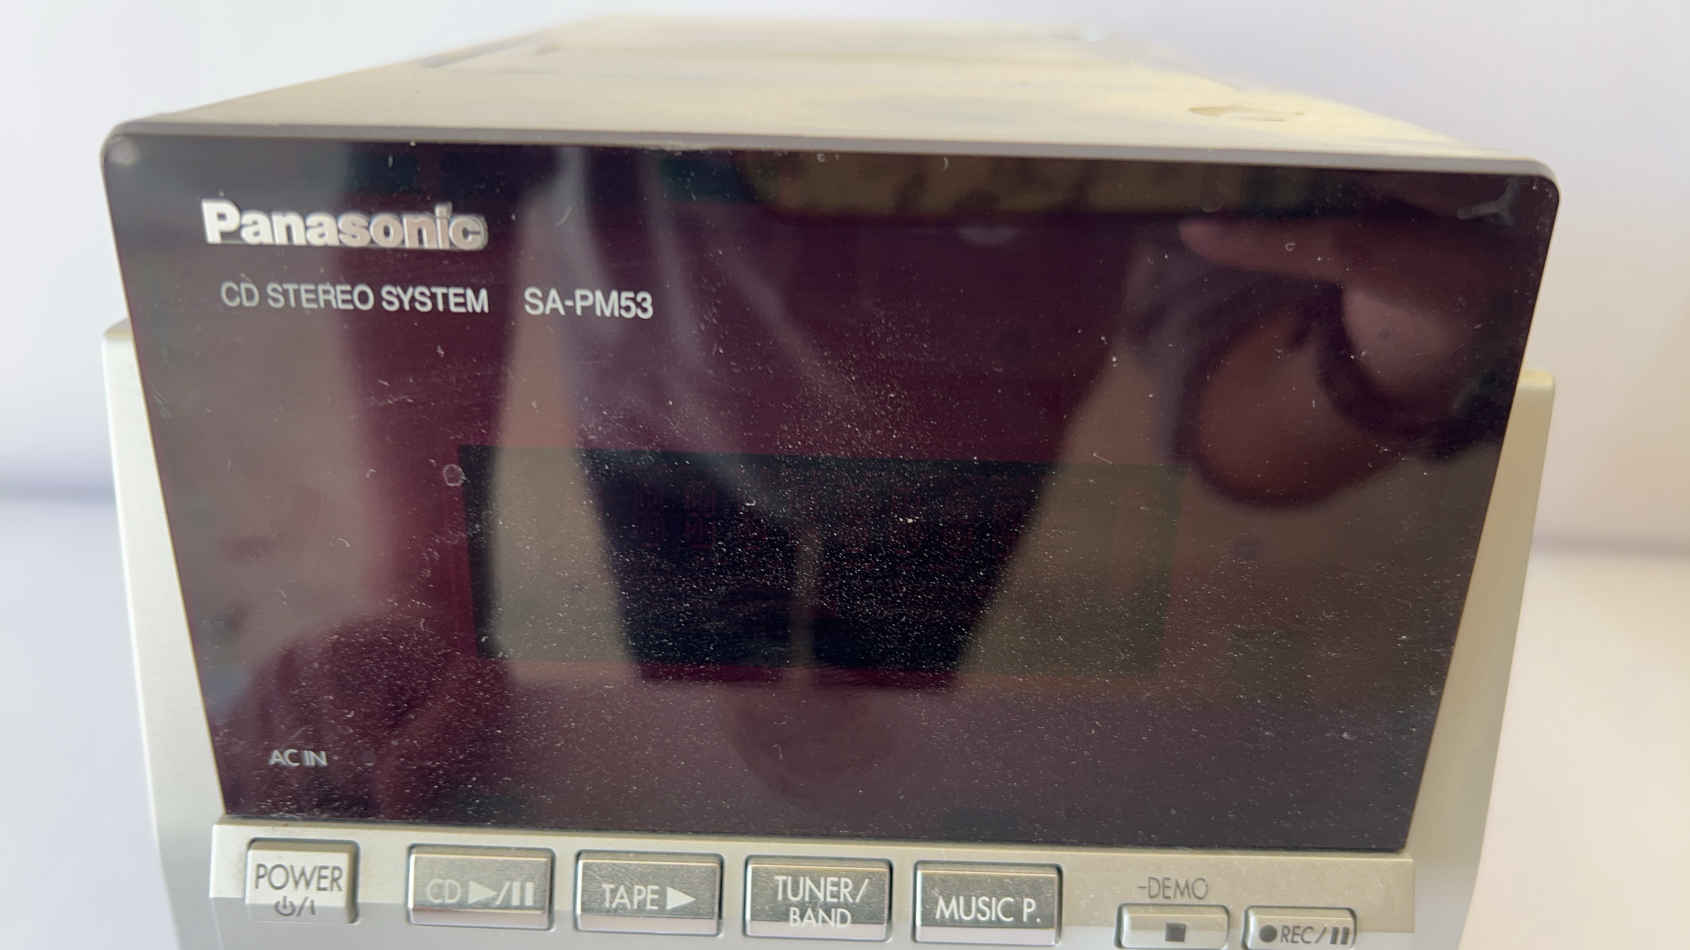 Panasonic
CD STEREO SYSTEM SA-PM53
AC IN
POWER
⏻/I
CD ▶/❚❚
TAPE ▶
TUNER/
BAND
MUSIC P.
-DEMO
■
●REC/❚❚